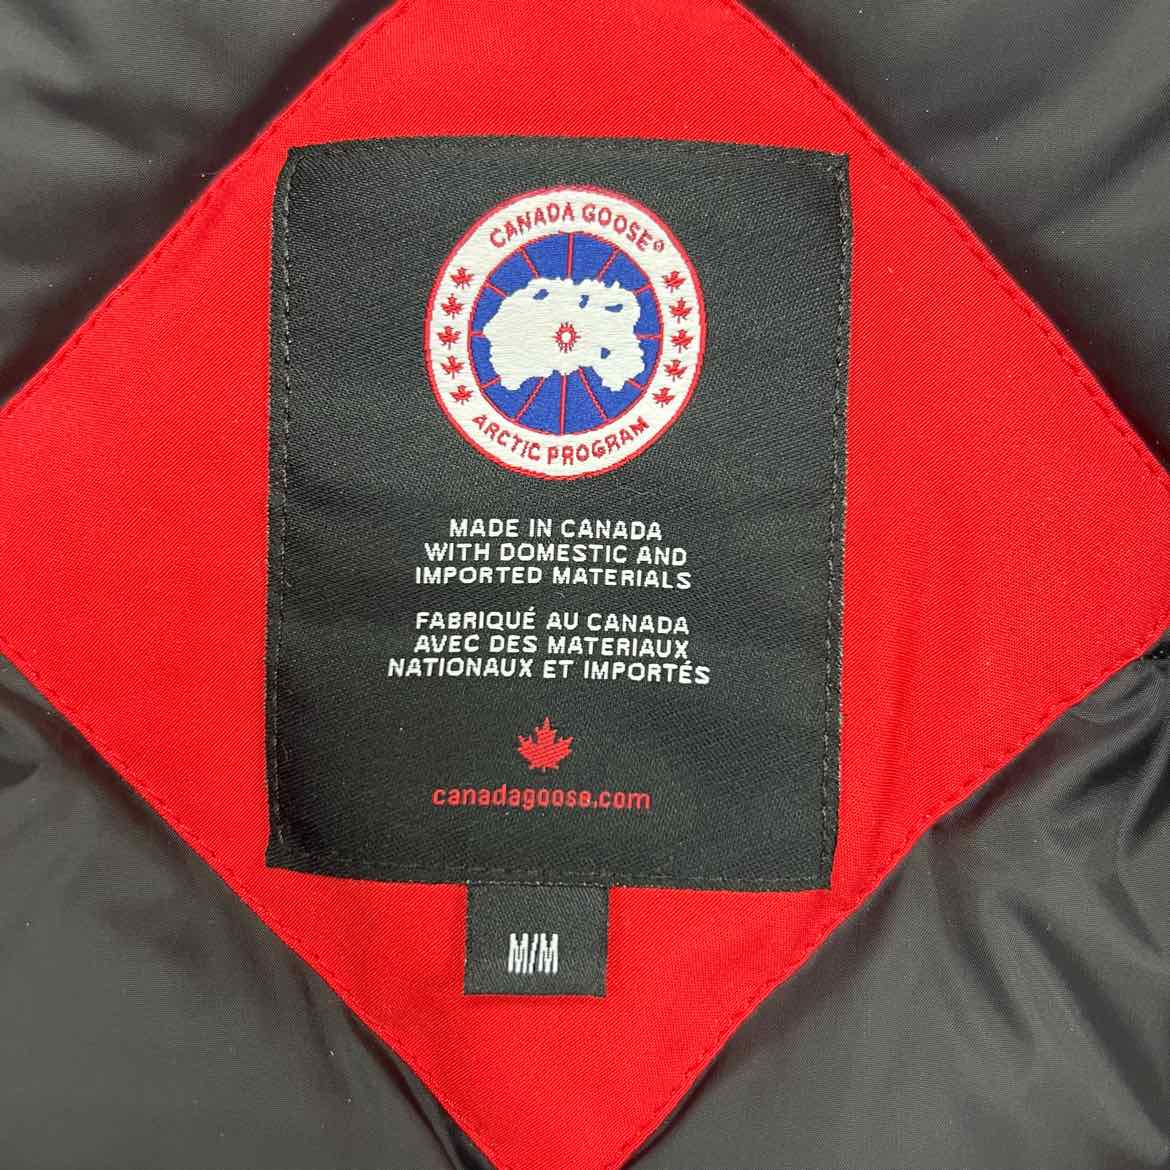 CANADA GOOSE®
ARCTIC PROGRAM
MADE IN CANADA
WITH DOMESTIC AND
IMPORTED MATERIALS
FABRIQUÉ AU CANADA
AVEC DES MATERIAUX
NATIONAUX ET IMPORTÉS
canadagoose.com
M/M